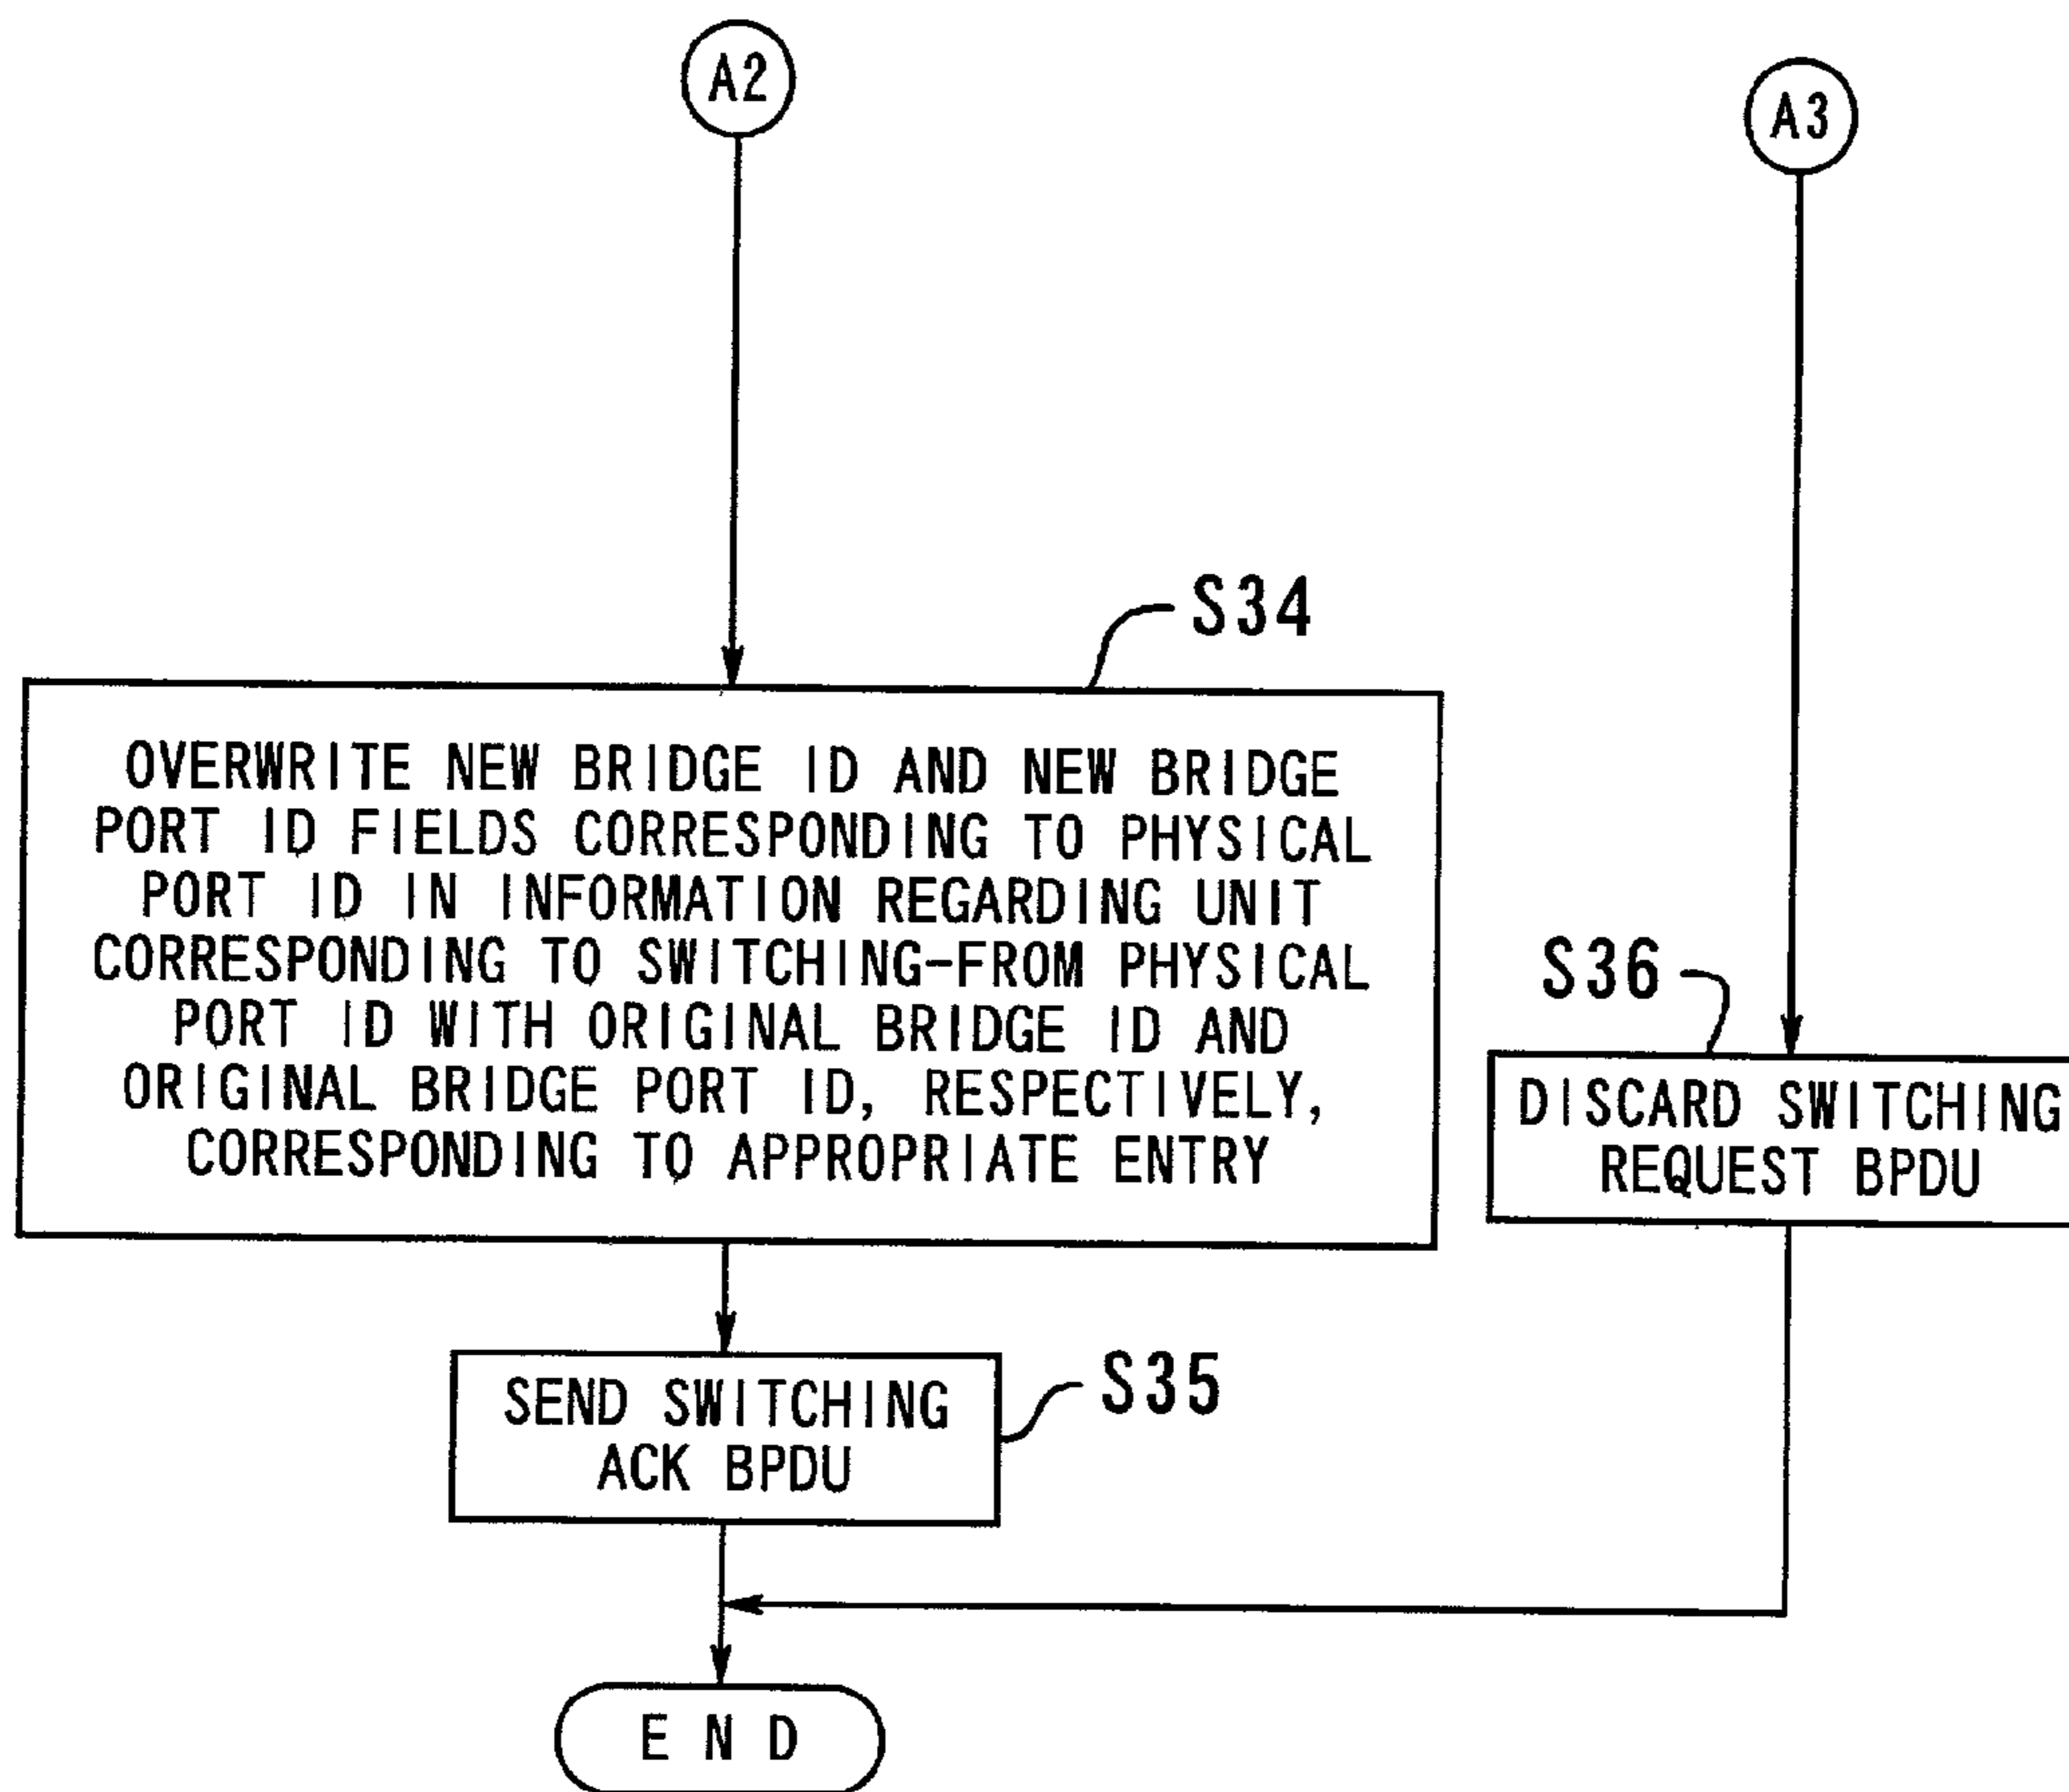 A2
A3
S34
OVERWRITE NEW BRIDGE ID AND NEW BRIDGE
PORT ID FIELDS CORRESPONDING TO PHYSICAL
PORT ID IN INFORMATION REGARDING UNIT
CORRESPONDING TO SWITCHING-FROM PHYSICAL
PORT ID WITH ORIGINAL BRIDGE ID AND
ORIGINAL BRIDGE PORT ID, RESPECTIVELY,
CORRESPONDING TO APPROPRIATE ENTRY
S36
DISCARD SWITCHING
REQUEST BPDU
S35
SEND SWITCHING
ACK BPDU
END